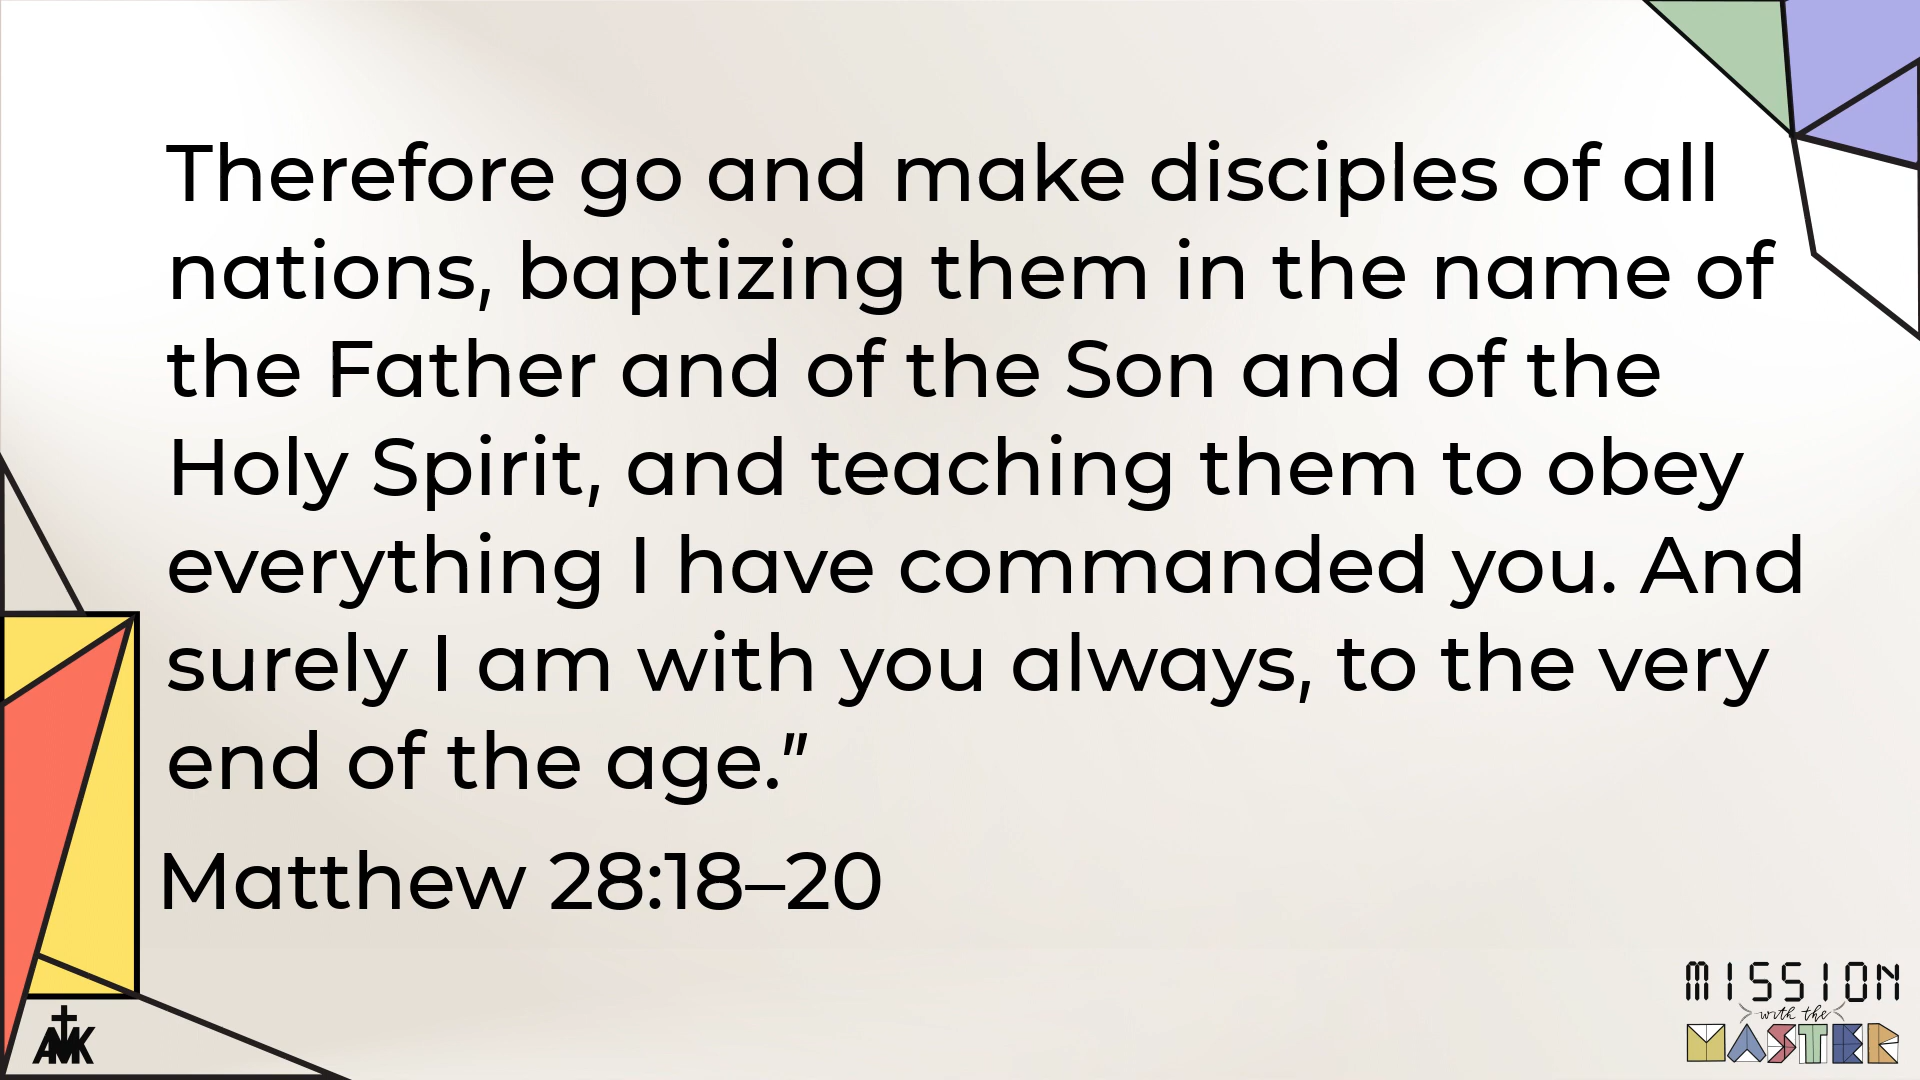 Therefore go and make disciples of all
nations, baptizing them in the name of
the Father and of the Son and of the
Holy Spirit, and teaching them to obey
everything I have commanded you. And
surely I am with you always, to the very
end of the age.”
Matthew 28:18–20
AMK
MISSION
with the
MASTER